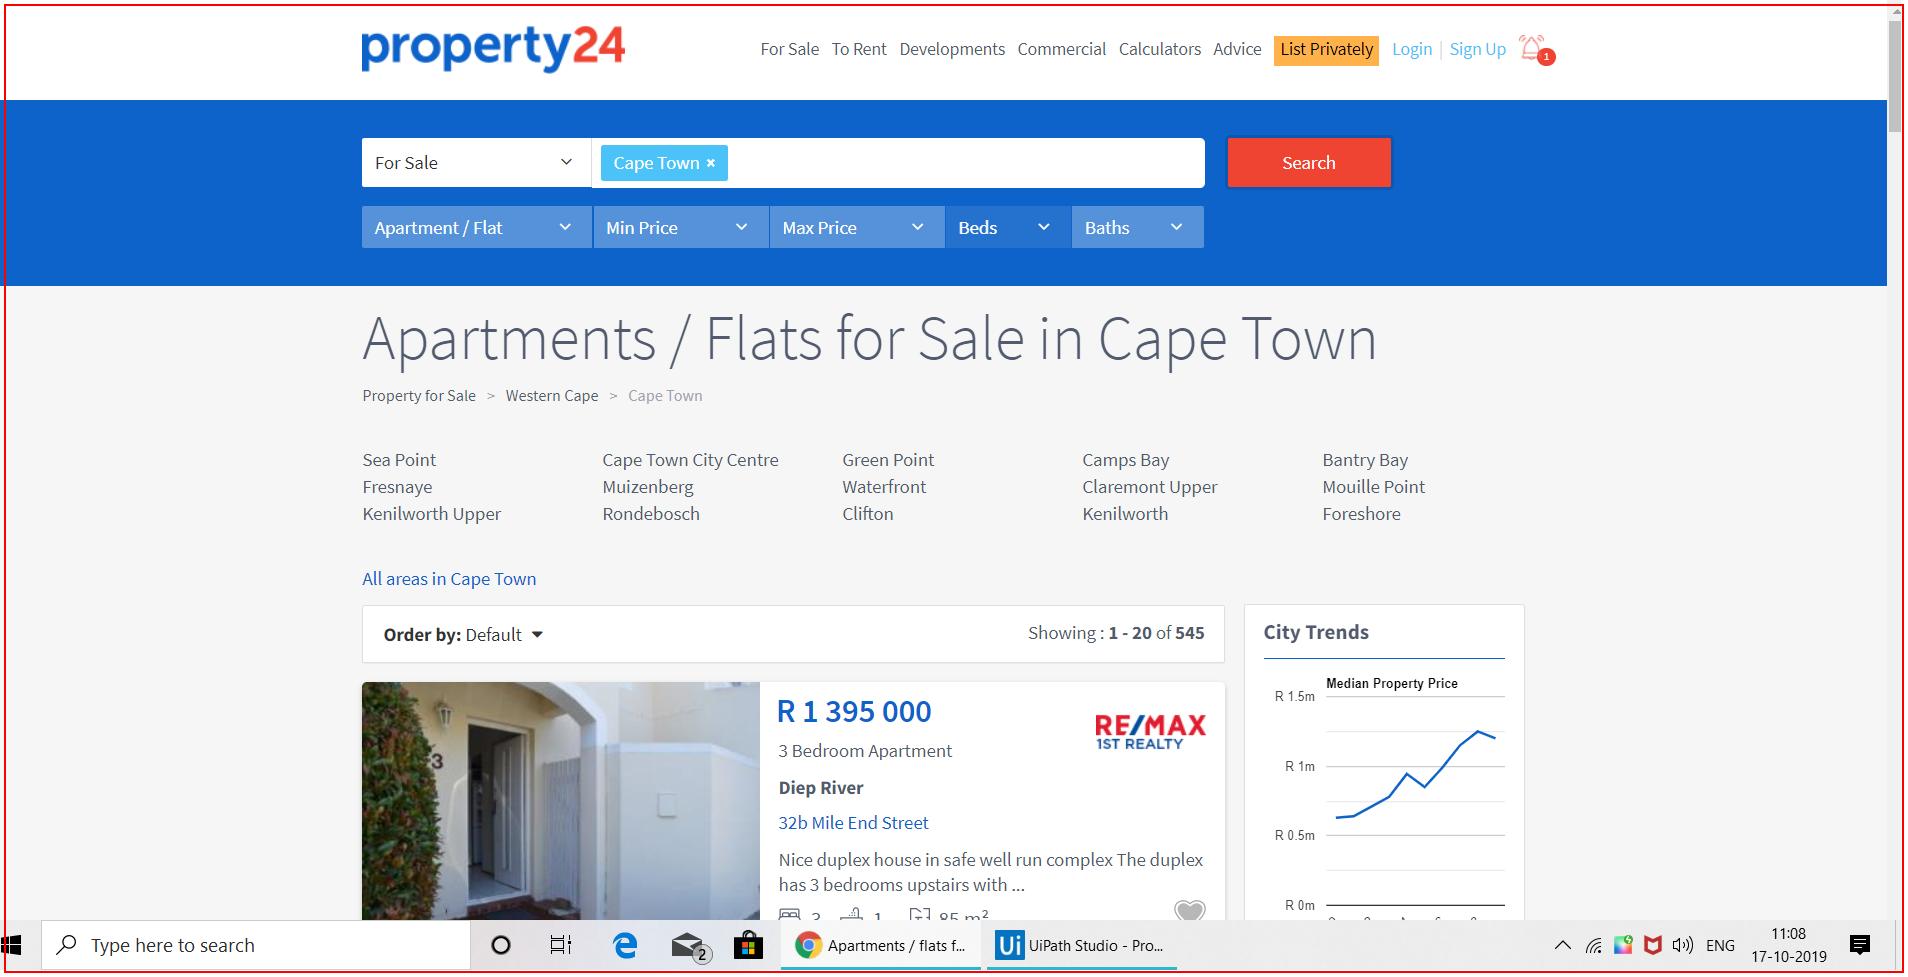 property24
For Sale To Rent Developments Commercial Calculators Advice List Privately Login | Sign Up 1
For Sale Cape Town × Search
Apartment / Flat Min Price Max Price Beds Baths
Apartments / Flats for Sale in Cape Town
Property for Sale > Western Cape > Cape Town
Sea Point Cape Town City Centre Green Point Camps Bay Bantry Bay
Fresnaye Muizenberg Waterfront Claremont Upper Mouille Point
Kenilworth Upper Rondebosch Clifton Kenilworth Foreshore
All areas in Cape Town
Order by: Default Showing : 1 - 20 of 545
3
R 1 395 000
RE/MAX
1ST REALTY
3 Bedroom Apartment
Diep River
32b Mile End Street
Nice duplex house in safe well run complex The duplex
has 3 bedrooms upstairs with ...
3 1 85 m²
City Trends
Median Property Price
R 1.5m
R 1m
R 0.5m
R 0m
Type here to search
2
Apartments / flats f...
Ui UiPath Studio - Pro...
ENG
11:08
17-10-2019